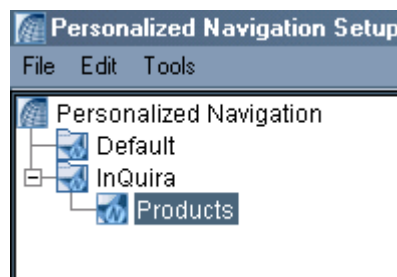 Personalized Navigation Setup
File Edit Tools
Personalized Navigation
Default
InQuira
Products